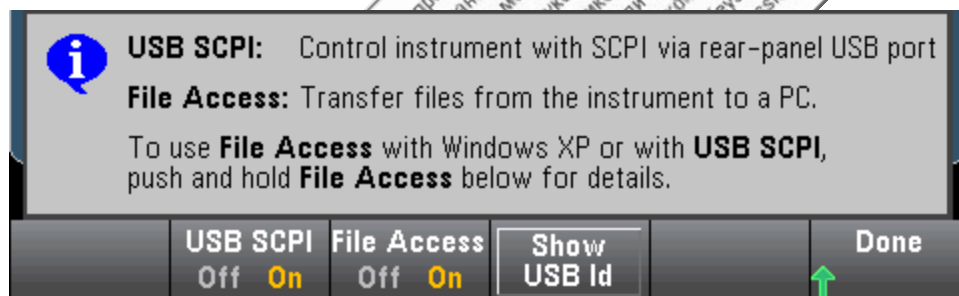 USB SCPI: Control instrument with SCPI via rear-panel USB port
File Access: Transfer files from the instrument to a PC.
To use File Access with Windows XP or with USB SCPI,
push and hold File Access below for details.
USB SCPI File Access Show Done
Off On Off On USB Id